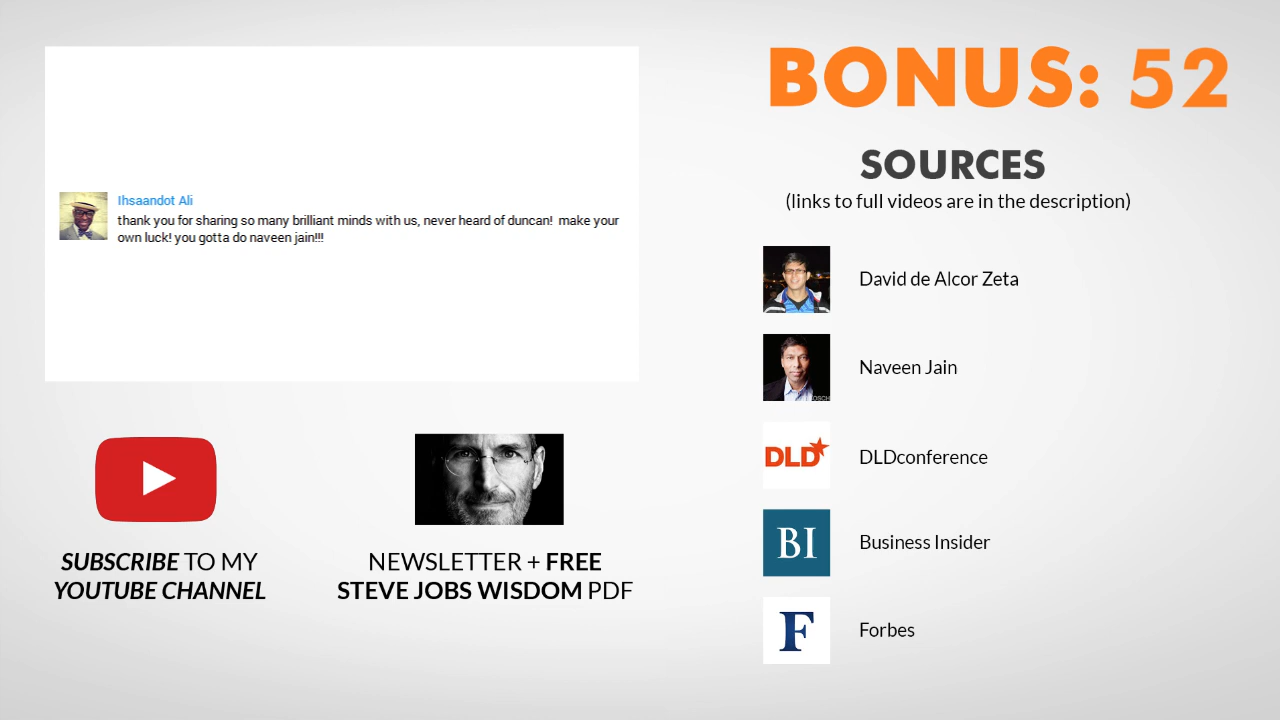 BONUS: 52
SOURCES
(links to full videos are in the description)
Ihsaandot Ali
thank you for sharing so many brilliant minds with us, never heard of duncan!  make your
own luck! you gotta do naveen jain!!!
David de Alcor Zeta
Naveen Jain
DLD
DLDconference
BI
Business Insider
F
Forbes
SUBSCRIBE TO MY
YOUTUBE CHANNEL
NEWSLETTER + FREE
STEVE JOBS WISDOM PDF